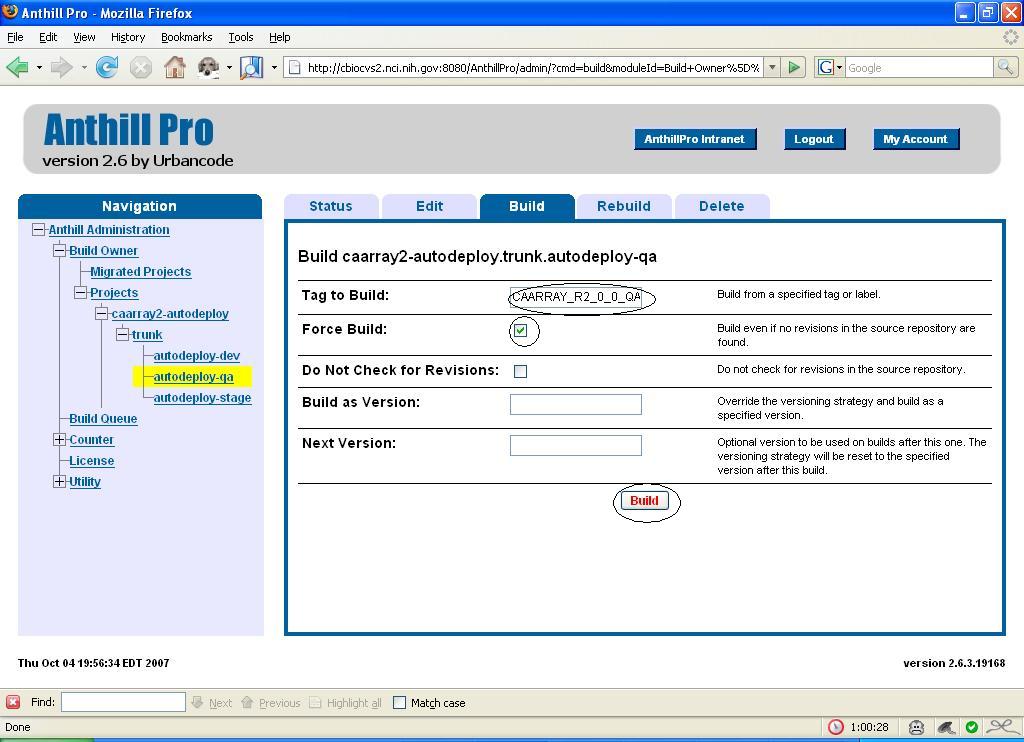 Anthill Pro - Mozilla Firefox
File Edit View History Bookmarks Tools Help
http://cbiocvs2.nci.nih.gov:8080/AnthillPro/admin/?cmd=build&moduleId=Build+Owner%5D%
G Google
Anthill Pro
version 2.6 by Urbancode
AnthillPro Intranet Logout My Account
Navigation
Anthill Administration
Build Owner
Migrated Projects
Projects
caarray2-autodeploy
trunk
autodeploy-dev
autodeploy-qa
autodeploy-stage
Build Queue
Counter
License
Utility
Status Edit Build Rebuild Delete
Build caarray2-autodeploy.trunk.autodeploy-qa
Tag to Build: CAARRAY_R2_0_0_QA Build from a specified tag or label.
Force Build: Build even if no revisions in the source repository are
found.
Do Not Check for Revisions: Do not check for revisions in the source repository.
Build as Version: Override the versioning strategy and build as a
specified version.
Next Version: Optional version to be used on builds after this one. The
versioning strategy will be reset to the specified
version after this build.
Build
Thu Oct 04 19:56:34 EDT 2007 version 2.6.3.19168
Find: Next Previous Highlight all Match case
Done 1:00:28